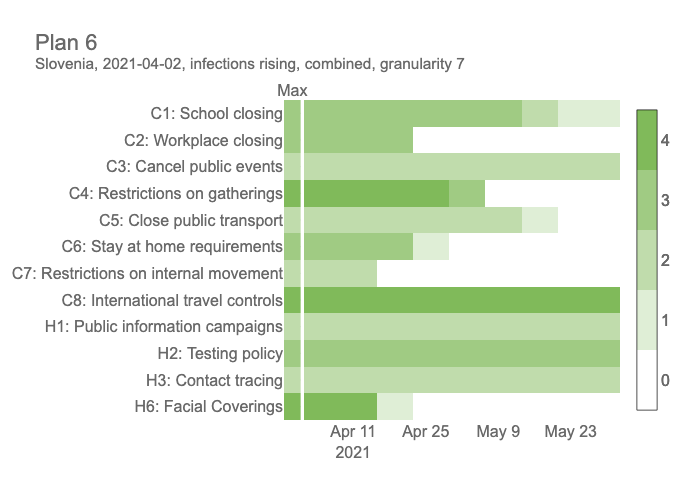 Plan 6
Slovenia, 2021-04-02, infections rising, combined, granularity 7
Max
C1: School closing
C2: Workplace closing
C3: Cancel public events
C4: Restrictions on gatherings
C5: Close public transport
C6: Stay at home requirements
C7: Restrictions on internal movement
C8: International travel controls
H1: Public information campaigns
H2: Testing policy
H3: Contact tracing
H6: Facial Coverings
Apr 11 Apr 25 May 9 May 23
2021
4
3
2
1
0